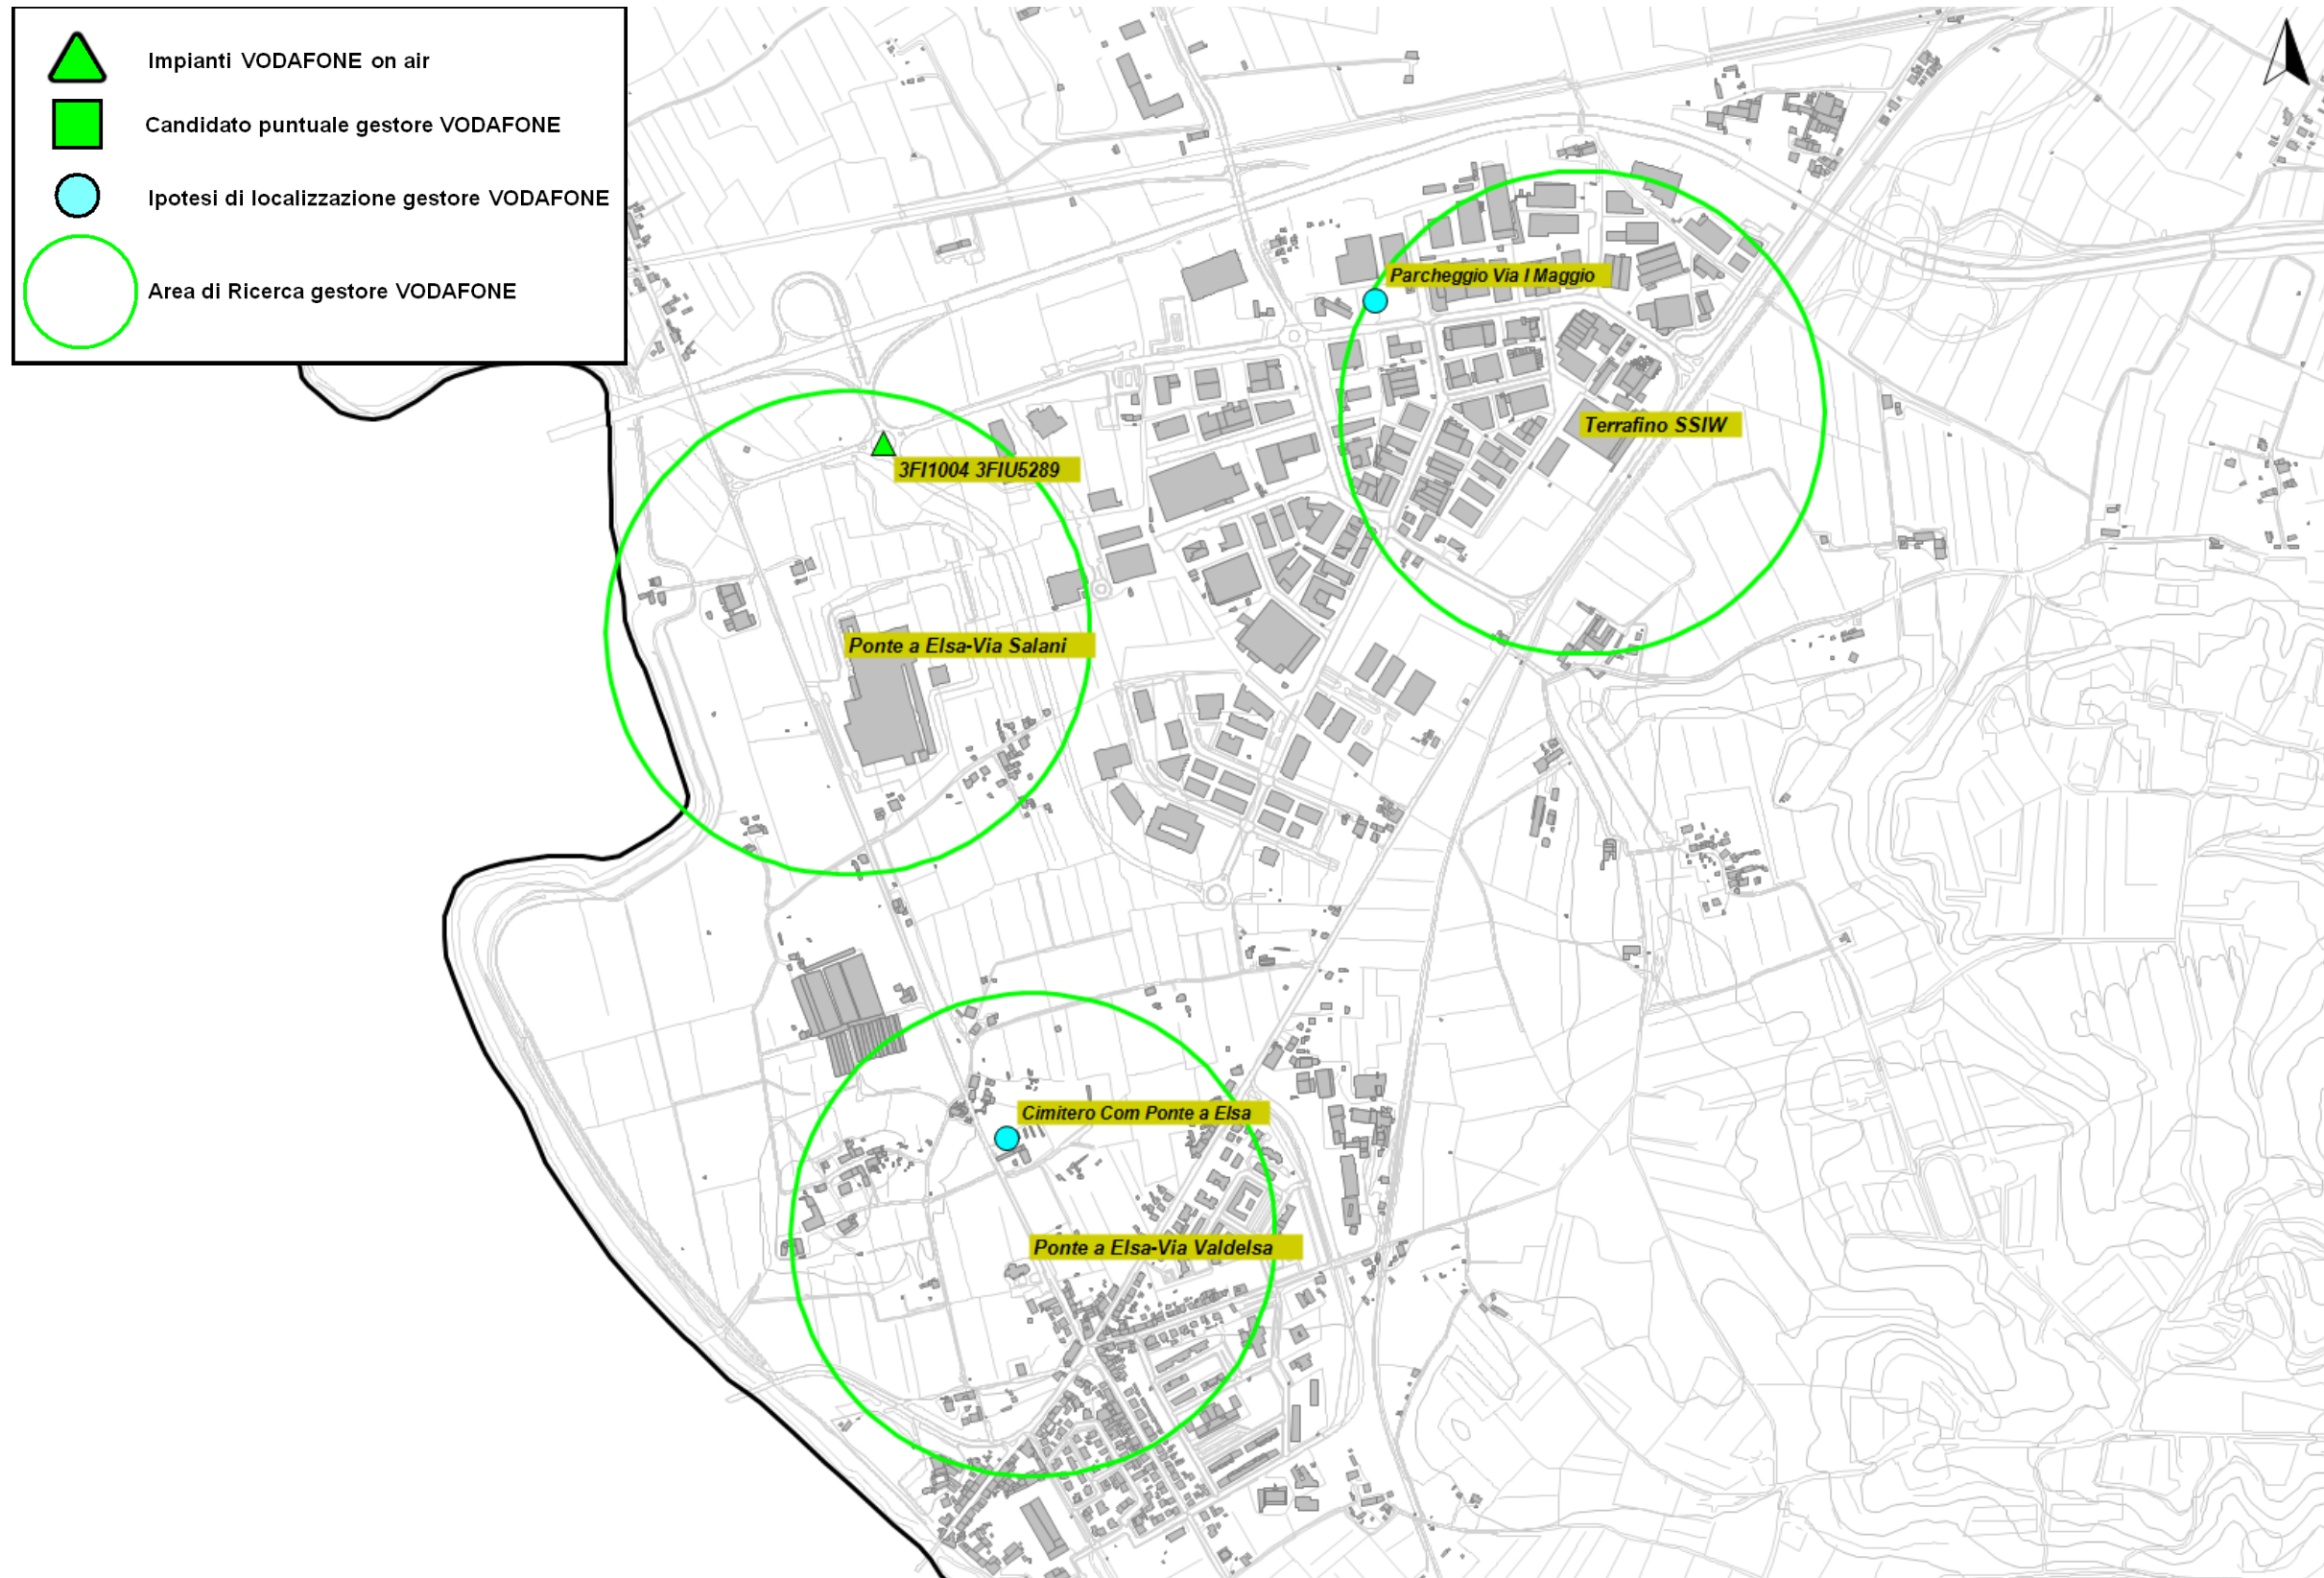 Impianti VODAFONE on air
Candidato puntuale gestore VODAFONE
Ipotesi di localizzazione gestore VODAFONE
Area di Ricerca gestore VODAFONE
Parcheggio Via I Maggio
Terrafino SSIW
3FI1004 3FIU5289
Ponte a Elsa-Via Salani
Cimitero Com Ponte a Elsa
Ponte a Elsa-Via Valdelsa